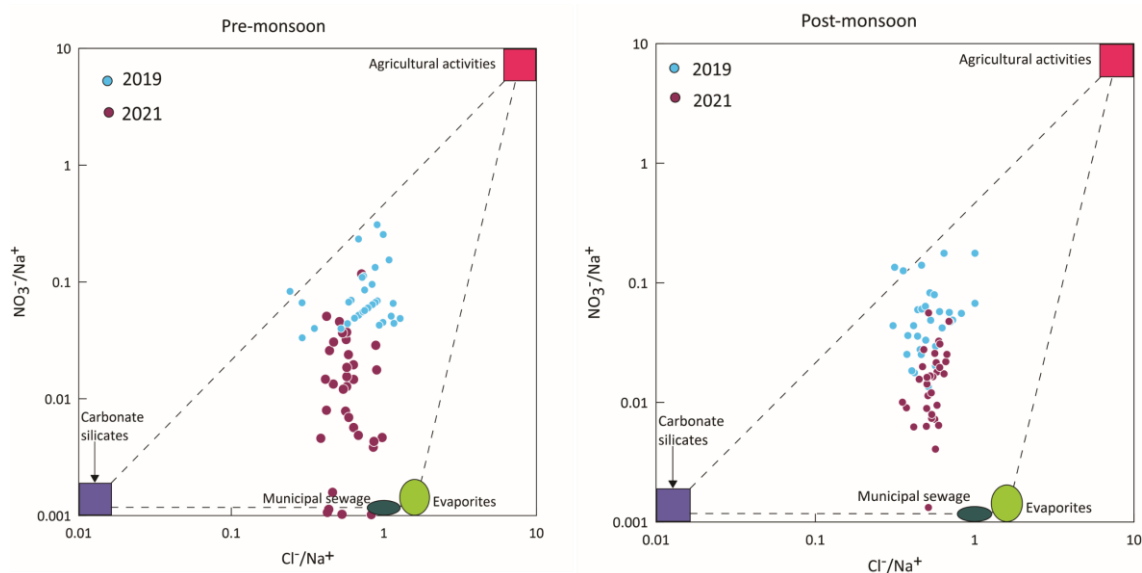 Pre-monsoon
10
1
0.1
0.01
0.001
NO₃⁻/Na⁺
2019
2021
Agricultural activities
Carbonate
silicates
Municipal sewage
Evaporites
0.01
0.1
1
10
Cl⁻/Na⁺
Post-monsoon
10
1
0.1
0.01
0.001
NO₃⁻/Na⁺
2019
2021
Agricultural activities
Carbonate
silicates
Municipal sewage
Evaporites
0.01
0.1
1
10
Cl⁻/Na⁺